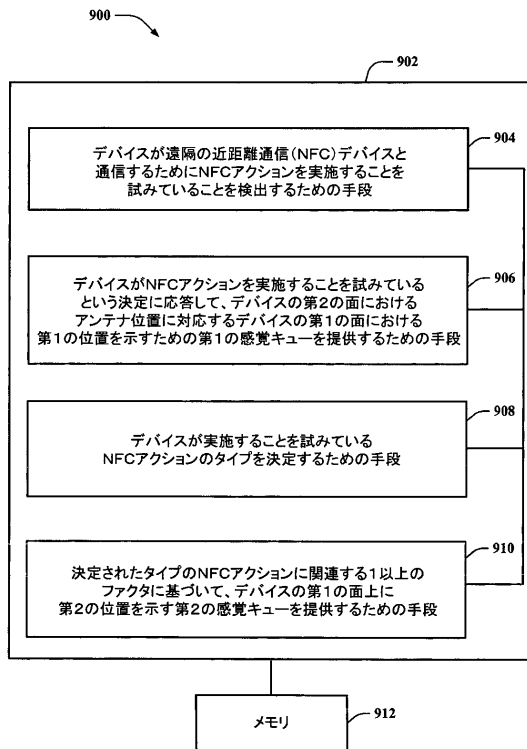 900
902
904
デバイスが遠隔の近距離通信(NFC)デバイスと
通信するためにNFCアクションを実施することを
試みていることを検出するための手段
906
デバイスがNFCアクションを実施することを試みている
という決定に応答して、デバイスの第2の面における
アンテナ位置に対応するデバイスの第1の面における
第1の位置を示すための第1の感覚キューを提供するための手段
908
デバイスが実施することを試みている
NFCアクションのタイプを決定するための手段
910
決定されたタイプのNFCアクションに関連する1以上の
ファクタに基づいて、デバイスの第1の面上に
第2の位置を示す第2の感覚キューを提供するための手段
メモリ
912